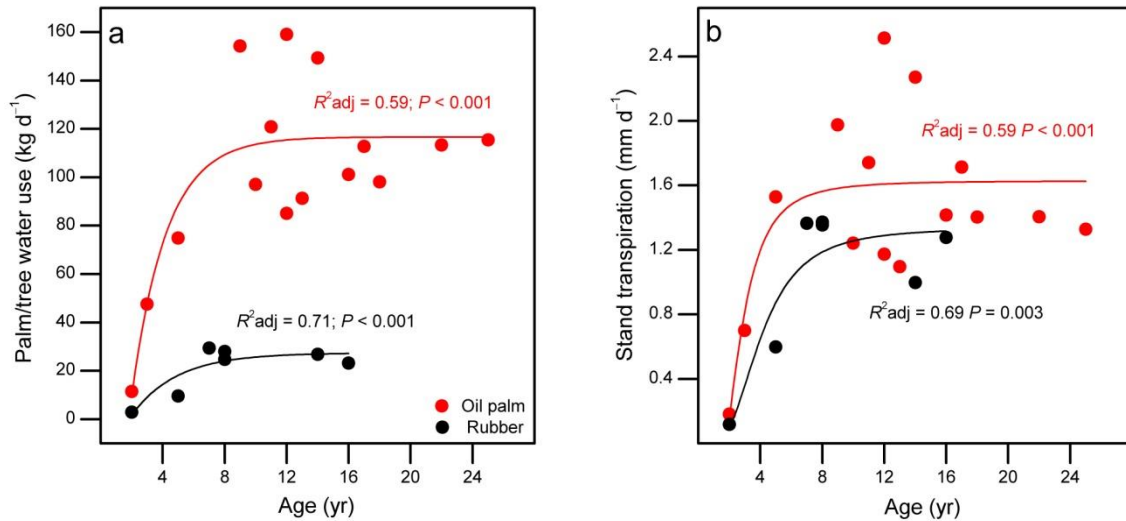 a
160
140
120
100
80
60
40
20
0
Palm/tree water use (kg d⁻¹)
R²adj = 0.59; P < 0.001
R²adj = 0.71; P < 0.001
Oil palm
Rubber
4 8 12 16 20 24
Age (yr)
b
2.4
2.0
1.6
1.2
0.8
0.4
Stand transpiration (mm d⁻¹)
R²adj = 0.59 P < 0.001
R²adj = 0.69 P = 0.003
4 8 12 16 20 24
Age (yr)